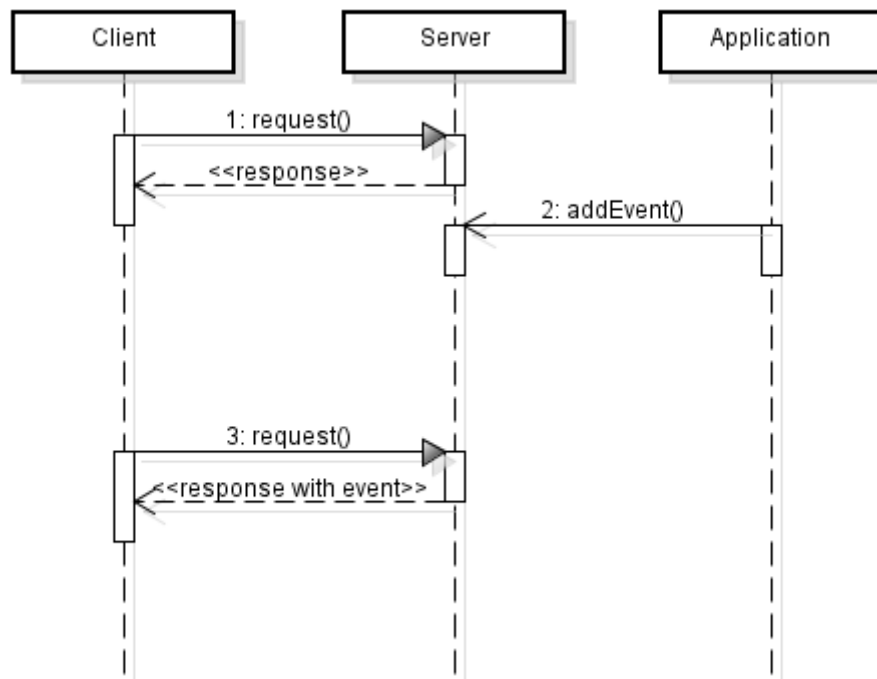 Client
Server
Application
1: request()
<<response>>
2: addEvent()
3: request()
<<response with event>>